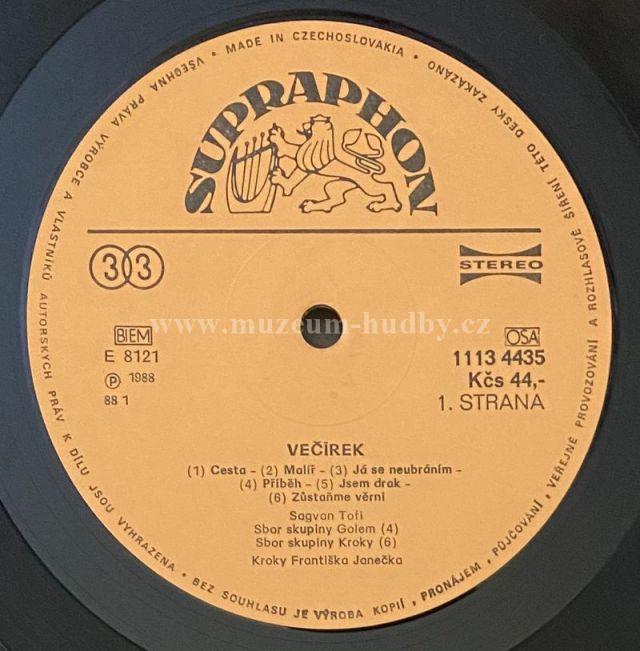 • VŠECHNA PRÁVA VÝROBCE A VLASTNÍKŮ AUTORSKÝCH PRÁV K DÍLU JSOU VYHRAZENA • BEZ SOUHLASU JE VÝROBA KOPIÍ, PRONÁJEM, PŮJČOVÁNÍ, VEŘEJNÉ PROVOZOVÁNÍ A ROZHLASOVÉ ŠÍŘENÍ TÉTO DESKY ZAKÁZÁNO • MADE IN CZECHOSLOVAKIA
SUPRAPHON
33
STEREO
www.muzeum-hudby.cz
BIEM
OSA
E 8121
1113 4435
Ⓟ 1988
Kčs 44,-
88 1
1. STRANA
VEČÍREK
(1) Cesta – (2) Malíř – (3) Já se neubráním –
(4) Příběh – (5) Jsem drak –
(6) Zůstaňme věrni
Sagvan Tofi
Sbor skupiny Golem (4)
Sbor skupiny Kroky (6)
Kroky Františka Janečka